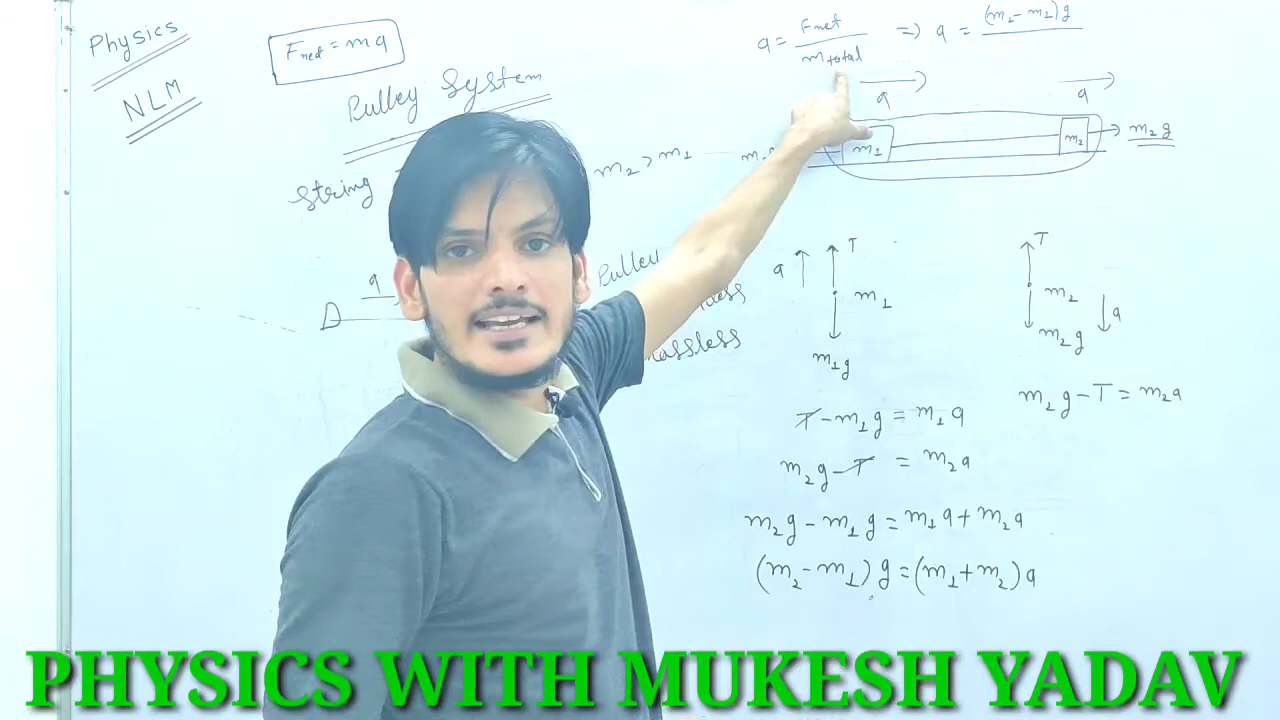 Physics
NLM
F_net = ma
Pulley System
String
m₂ > m₁
a
Pulley
massless
a = F_net / m_total ⇒ a = (m₂ - m₁)g
a
a
m₁
m₂
m₂g
a
T
m₁
m₁g
T
m₂
m₂g
a
T - m₁g = m₁a
m₂g - T = m₂a
m₂g - T = m₂a
m₂g - m₁g = m₁a + m₂a
(m₂ - m₁)g = (m₁ + m₂)a
PHYSICS WITH MUKESH YADAV